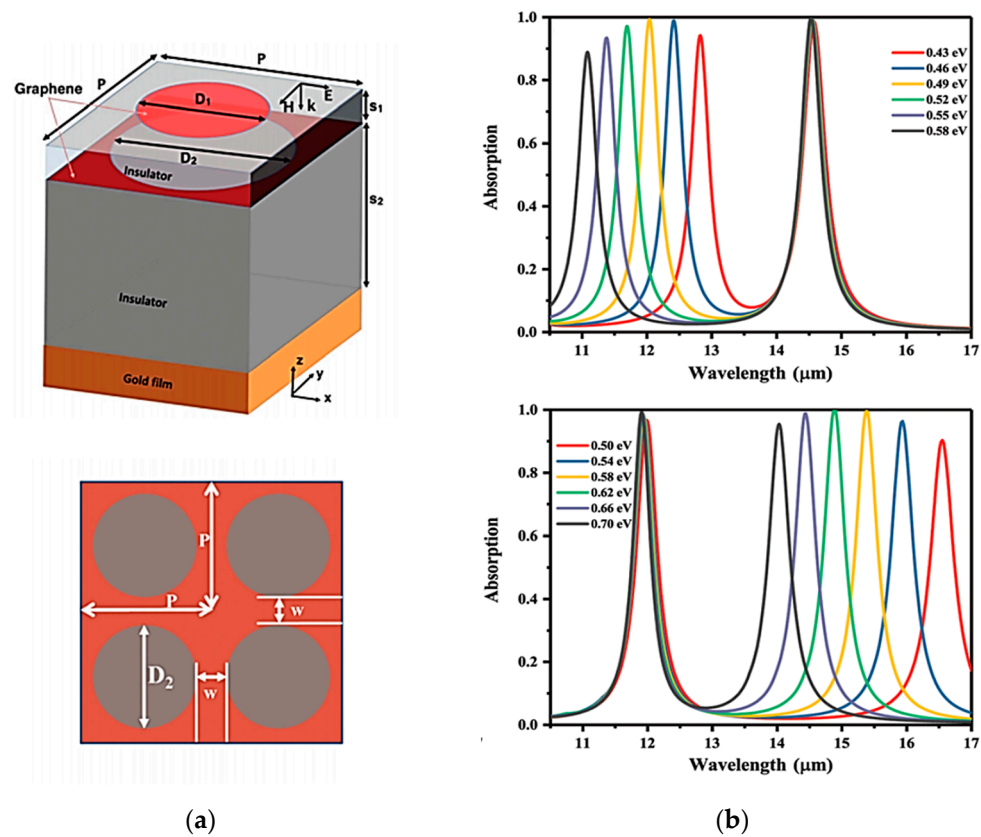 P
P
Graphene
D1
E
H
k
S1
D2
Insulator
S2
Insulator
Gold film
z
y
x
P
P
w
D2
w
(a)
Absorption
1.0
0.8
0.6
0.4
0.2
0.0
0.43 eV
0.46 eV
0.49 eV
0.52 eV
0.55 eV
0.58 eV
11 12 13 14 15 16 17
Wavelength (μm)
Absorption
1.0
0.8
0.6
0.4
0.2
0.0
0.50 eV
0.54 eV
0.58 eV
0.62 eV
0.66 eV
0.70 eV
11 12 13 14 15 16 17
Wavelength (μm)
(b)